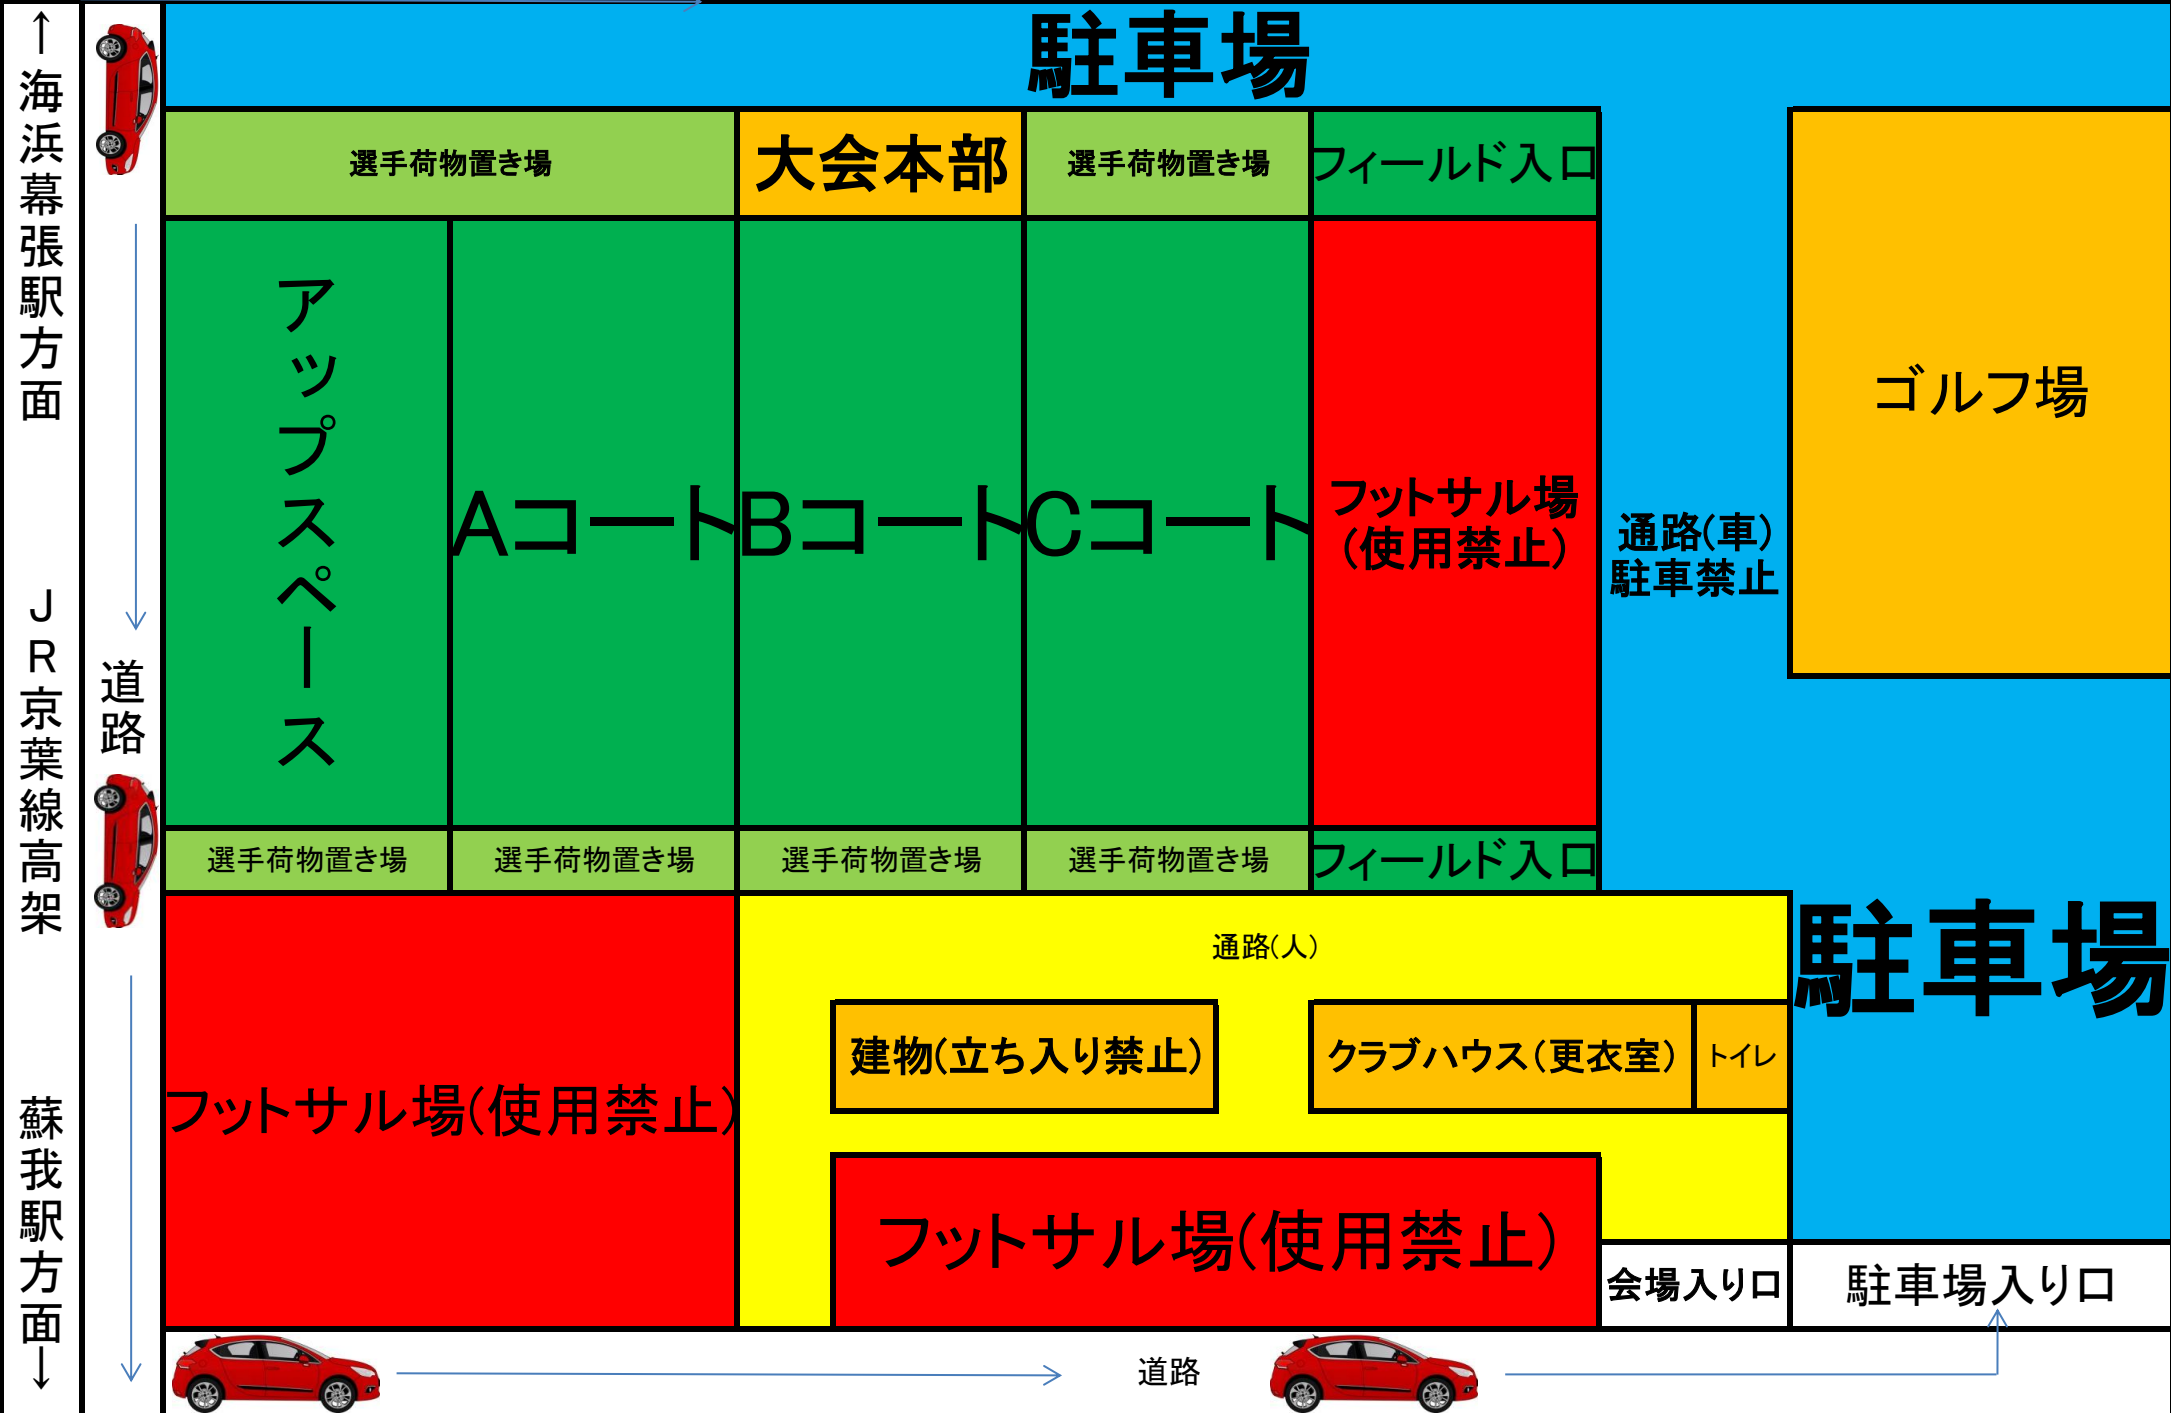 ↑海浜幕張駅方面
JR京葉線高架
蘇我駅方面↓
道路
駐車場
選手荷物置き場
大会本部
選手荷物置き場
フィールド入口
アップスペース
Aコート
Bコート
Cコート
フットサル場
(使用禁止)
通路(車)
駐車禁止
ゴルフ場
選手荷物置き場
選手荷物置き場
選手荷物置き場
選手荷物置き場
フィールド入口
駐車場
通路(人)
建物(立ち入り禁止)
クラブハウス(更衣室)
トイレ
フットサル場(使用禁止)
フットサル場(使用禁止)
会場入り口
駐車場入り口
道路